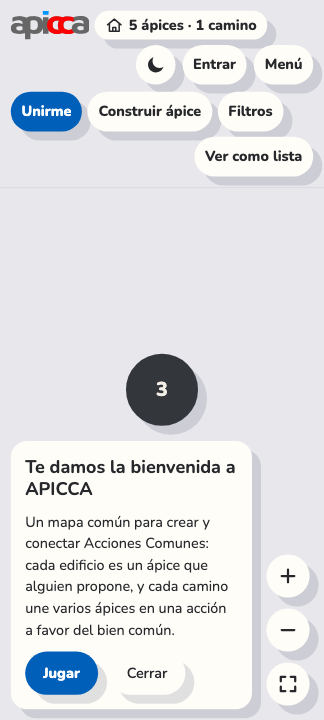 apicca
5 ápices · 1 camino
Entrar
Menú
Unirme
Construir ápice
Filtros
Ver como lista
3
Te damos la bienvenida a
APICCA
Un mapa común para crear y
conectar Acciones Comunes:
cada edificio es un ápice que
alguien propone, y cada camino
une varios ápices en una acción
a favor del bien común.
Jugar
Cerrar